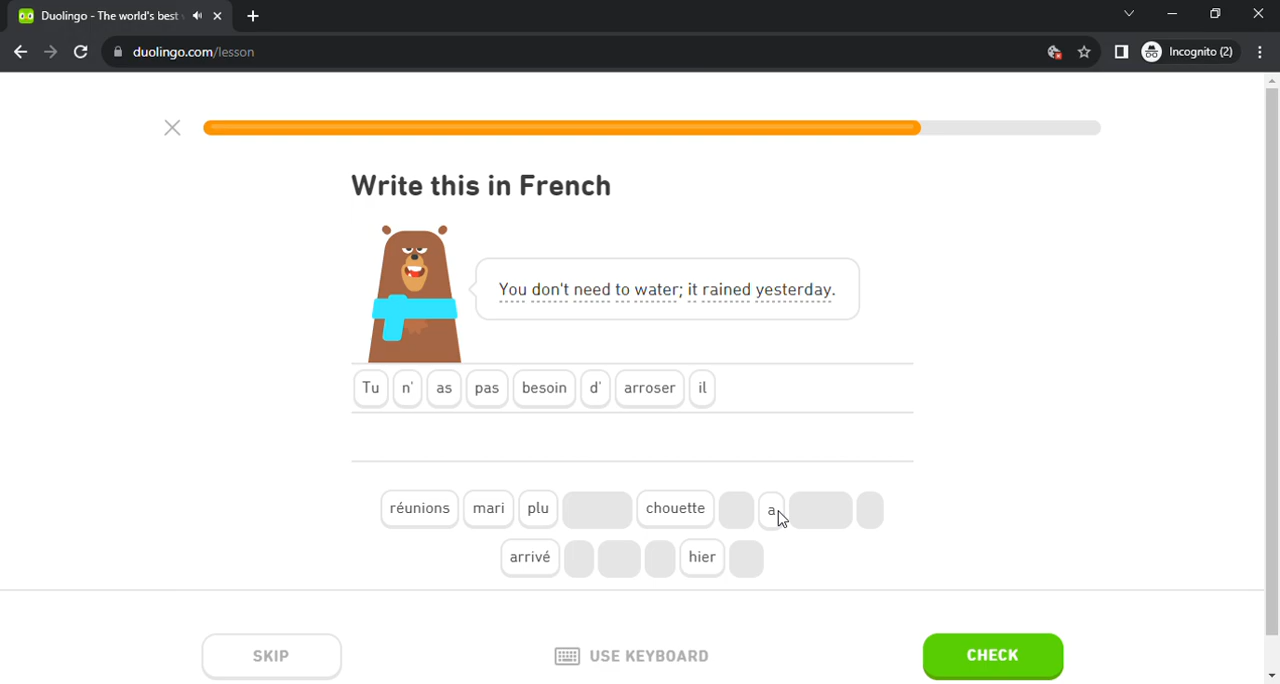 Duolingo - The world's best
duolingo.com/lesson
Incognito (2)
Write this in French
You don't need to water; it rained yesterday.
Tu n' as pas besoin d' arroser il
réunions mari plu chouette a
arrivé hier
SKIP USE KEYBOARD CHECK